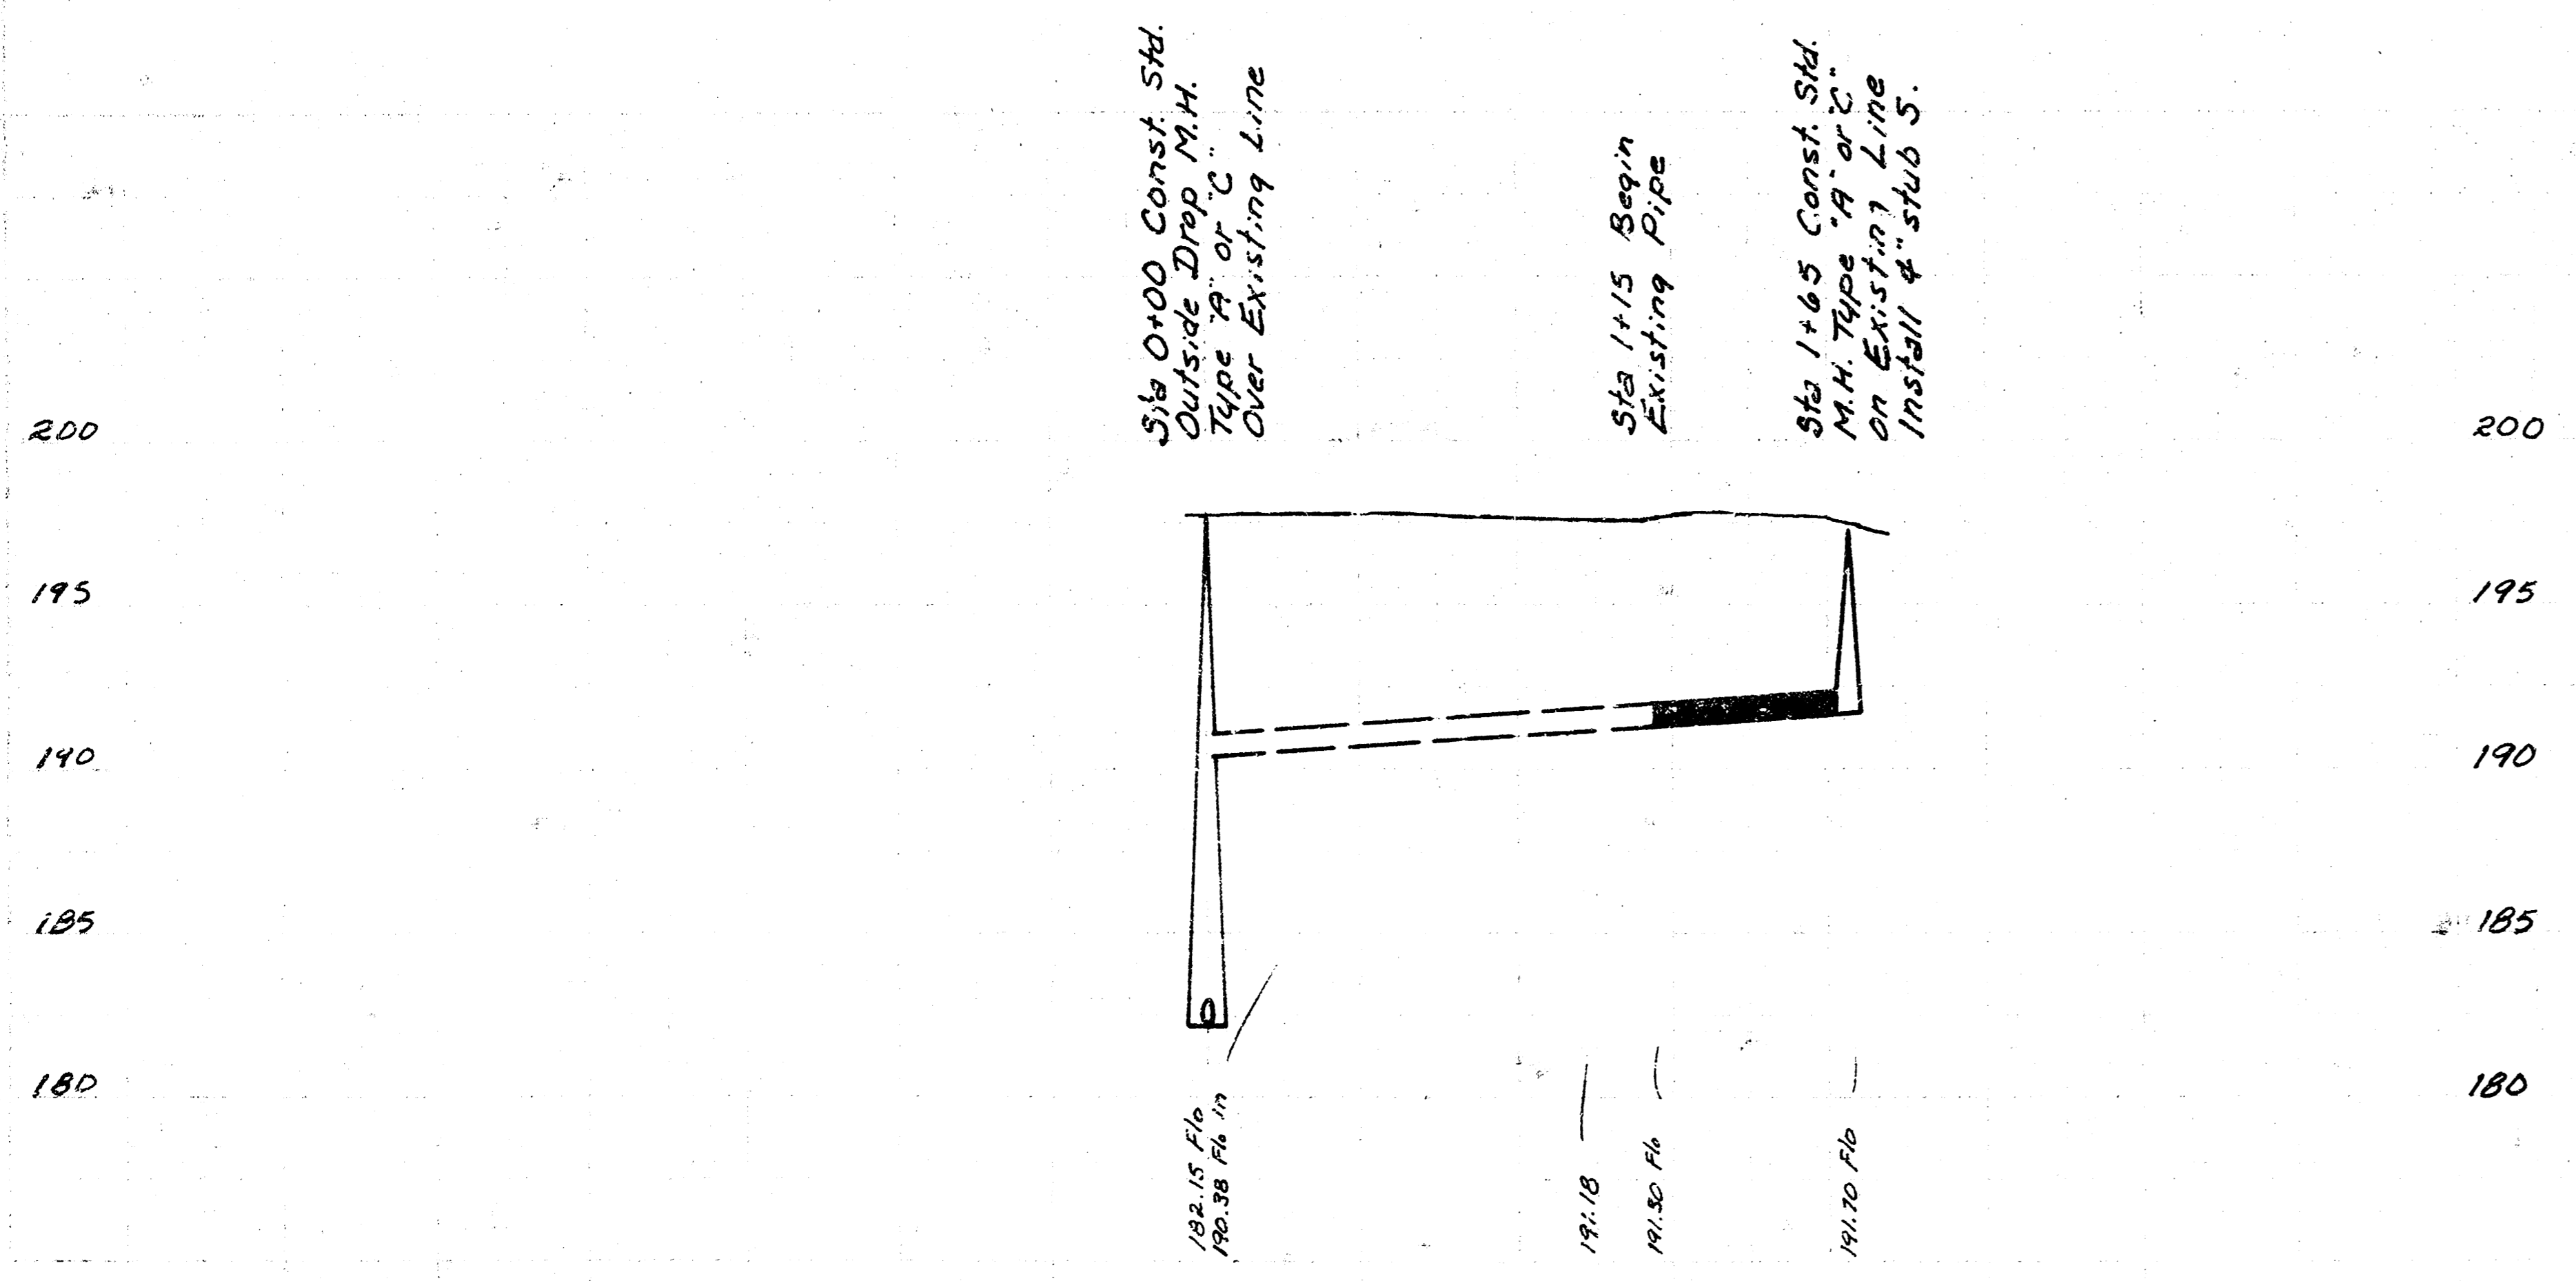 Sta 0+00 Const. Std.
Outside Drop M.H.
Type "A" or "C"
Over Existing Line
Sta 1+15 Begin
Existing Pipe
Sta 1+65 Const. Std.
M.H. Type "A" or "C"
on Existing Line
Install 4" stub S.
200
200
195
195
190
190
185
185
180
180
182.15 Flo
190.38 Flo in
191.18
191.50 Flo
191.70 Flo